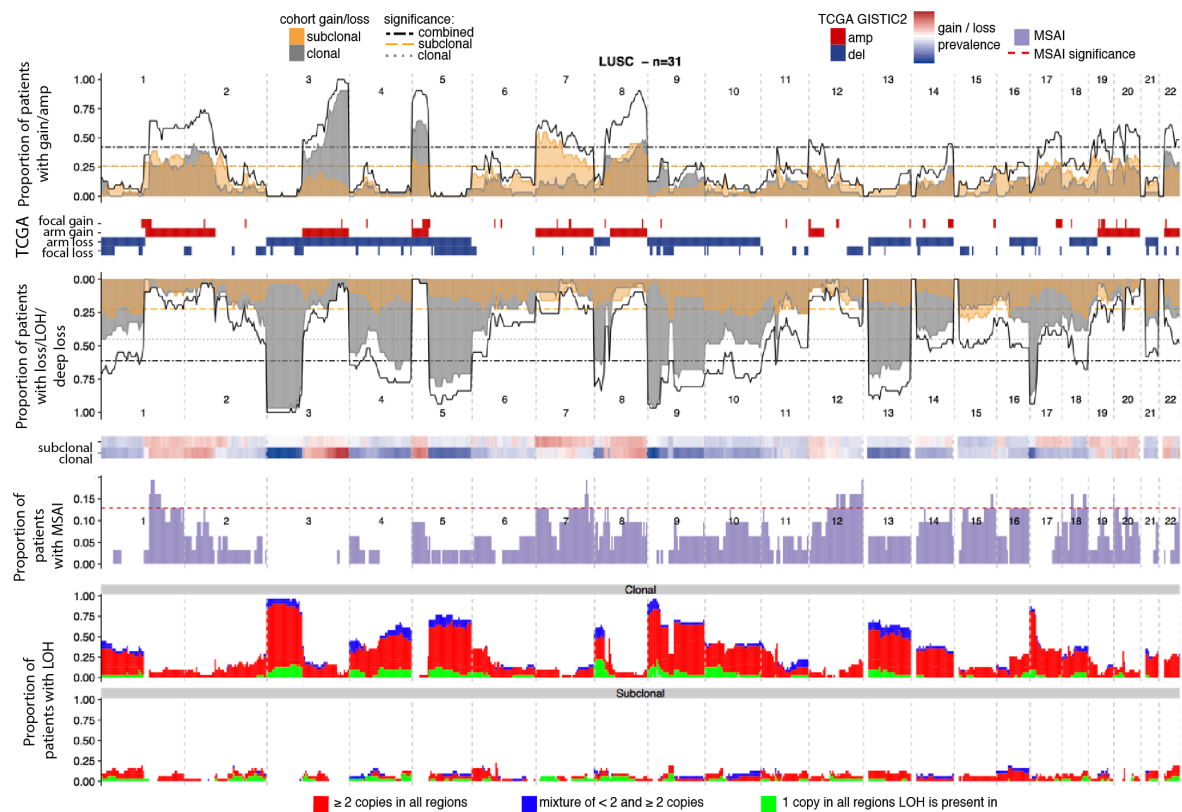 cohort gain/loss
subclonal
clonal
significance:
combined
subclonal
clonal
TCGA GISTIC2
amp
del
gain / loss
prevalence
MSAI
MSAI significance
LUSC – n=31
Proportion of patients
with gain/amp
1.00
0.75
0.50
0.25
0.00
1 2 3 4 5 6 7 8 9 10 11 12 13 14 15 16 17 18 19 20 21 22
TCGA
focal gain
arm gain
arm loss
focal loss
Proportion of patients
with loss/LOH/
deep loss
0.00
0.25
0.50
0.75
1.00
1 2 3 4 5 6 7 8 9 10 11 12 13 14 15 16 17 18 19 20 21 22
subclonal
clonal
Proportion of
patients
with MSAI
0.15
0.10
0.05
0.00
1 2 3 4 5 6 7 8 9 10 11 12 13 14 15 16 17 18 19 20 21 22
Proportion of
patients with LOH
Clonal
1.00
0.75
0.50
0.25
0.00
Subclonal
1.00
0.75
0.50
0.25
0.00
≥ 2 copies in all regions
mixture of < 2 and ≥ 2 copies
1 copy in all regions LOH is present in